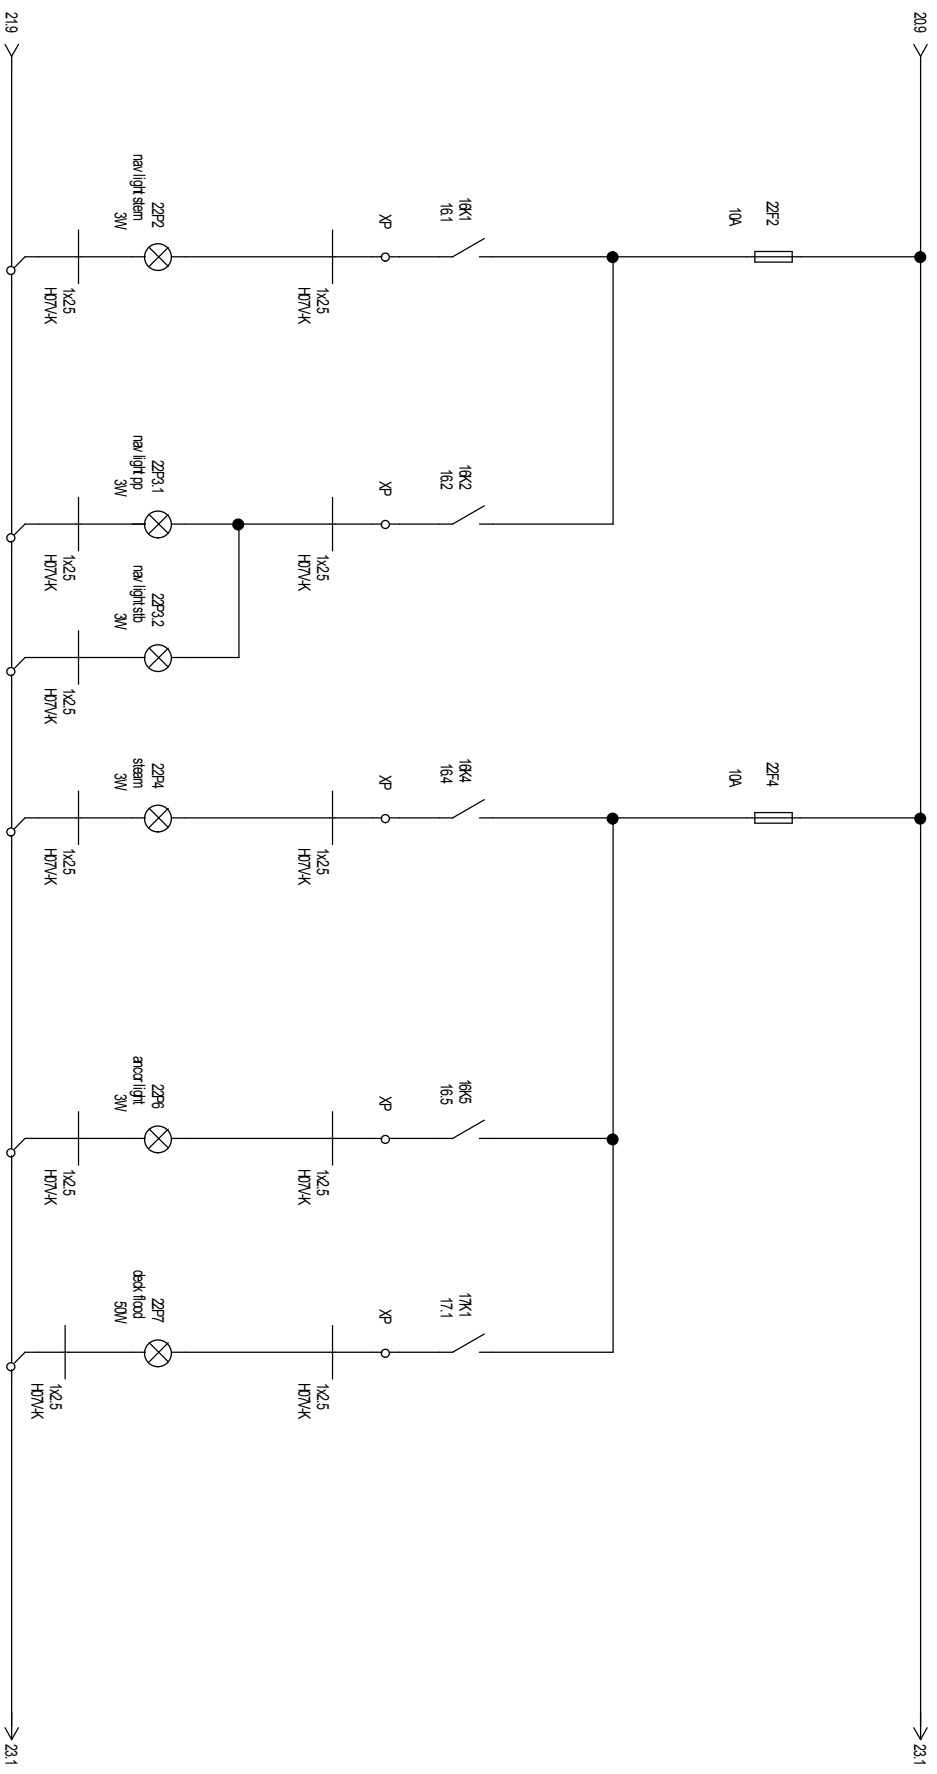 20.9
23.1
22F2
10A
22F4
10A
16K1
16.1
16K2
16.2
16K4
16.4
16K5
16.5
17K1
17.1
XP
XP
XP
XP
XP
1x2.5
H07V-K
1x2.5
H07V-K
1x2.5
H07V-K
1x2.5
H07V-K
1x2.5
H07V-K
22P2
nav light stern
3W
22P3.1
nav light pp
3W
22P3.2
nav light stb
3W
22P4
steam
3W
22P6
ancor light
3W
22P7
deck flood
50W
1x2.5
H07V-K
1x2.5
H07V-K
1x2.5
H07V-K
1x2.5
H07V-K
1x2.5
H07V-K
1x2.5
H07V-K
21.9
23.1